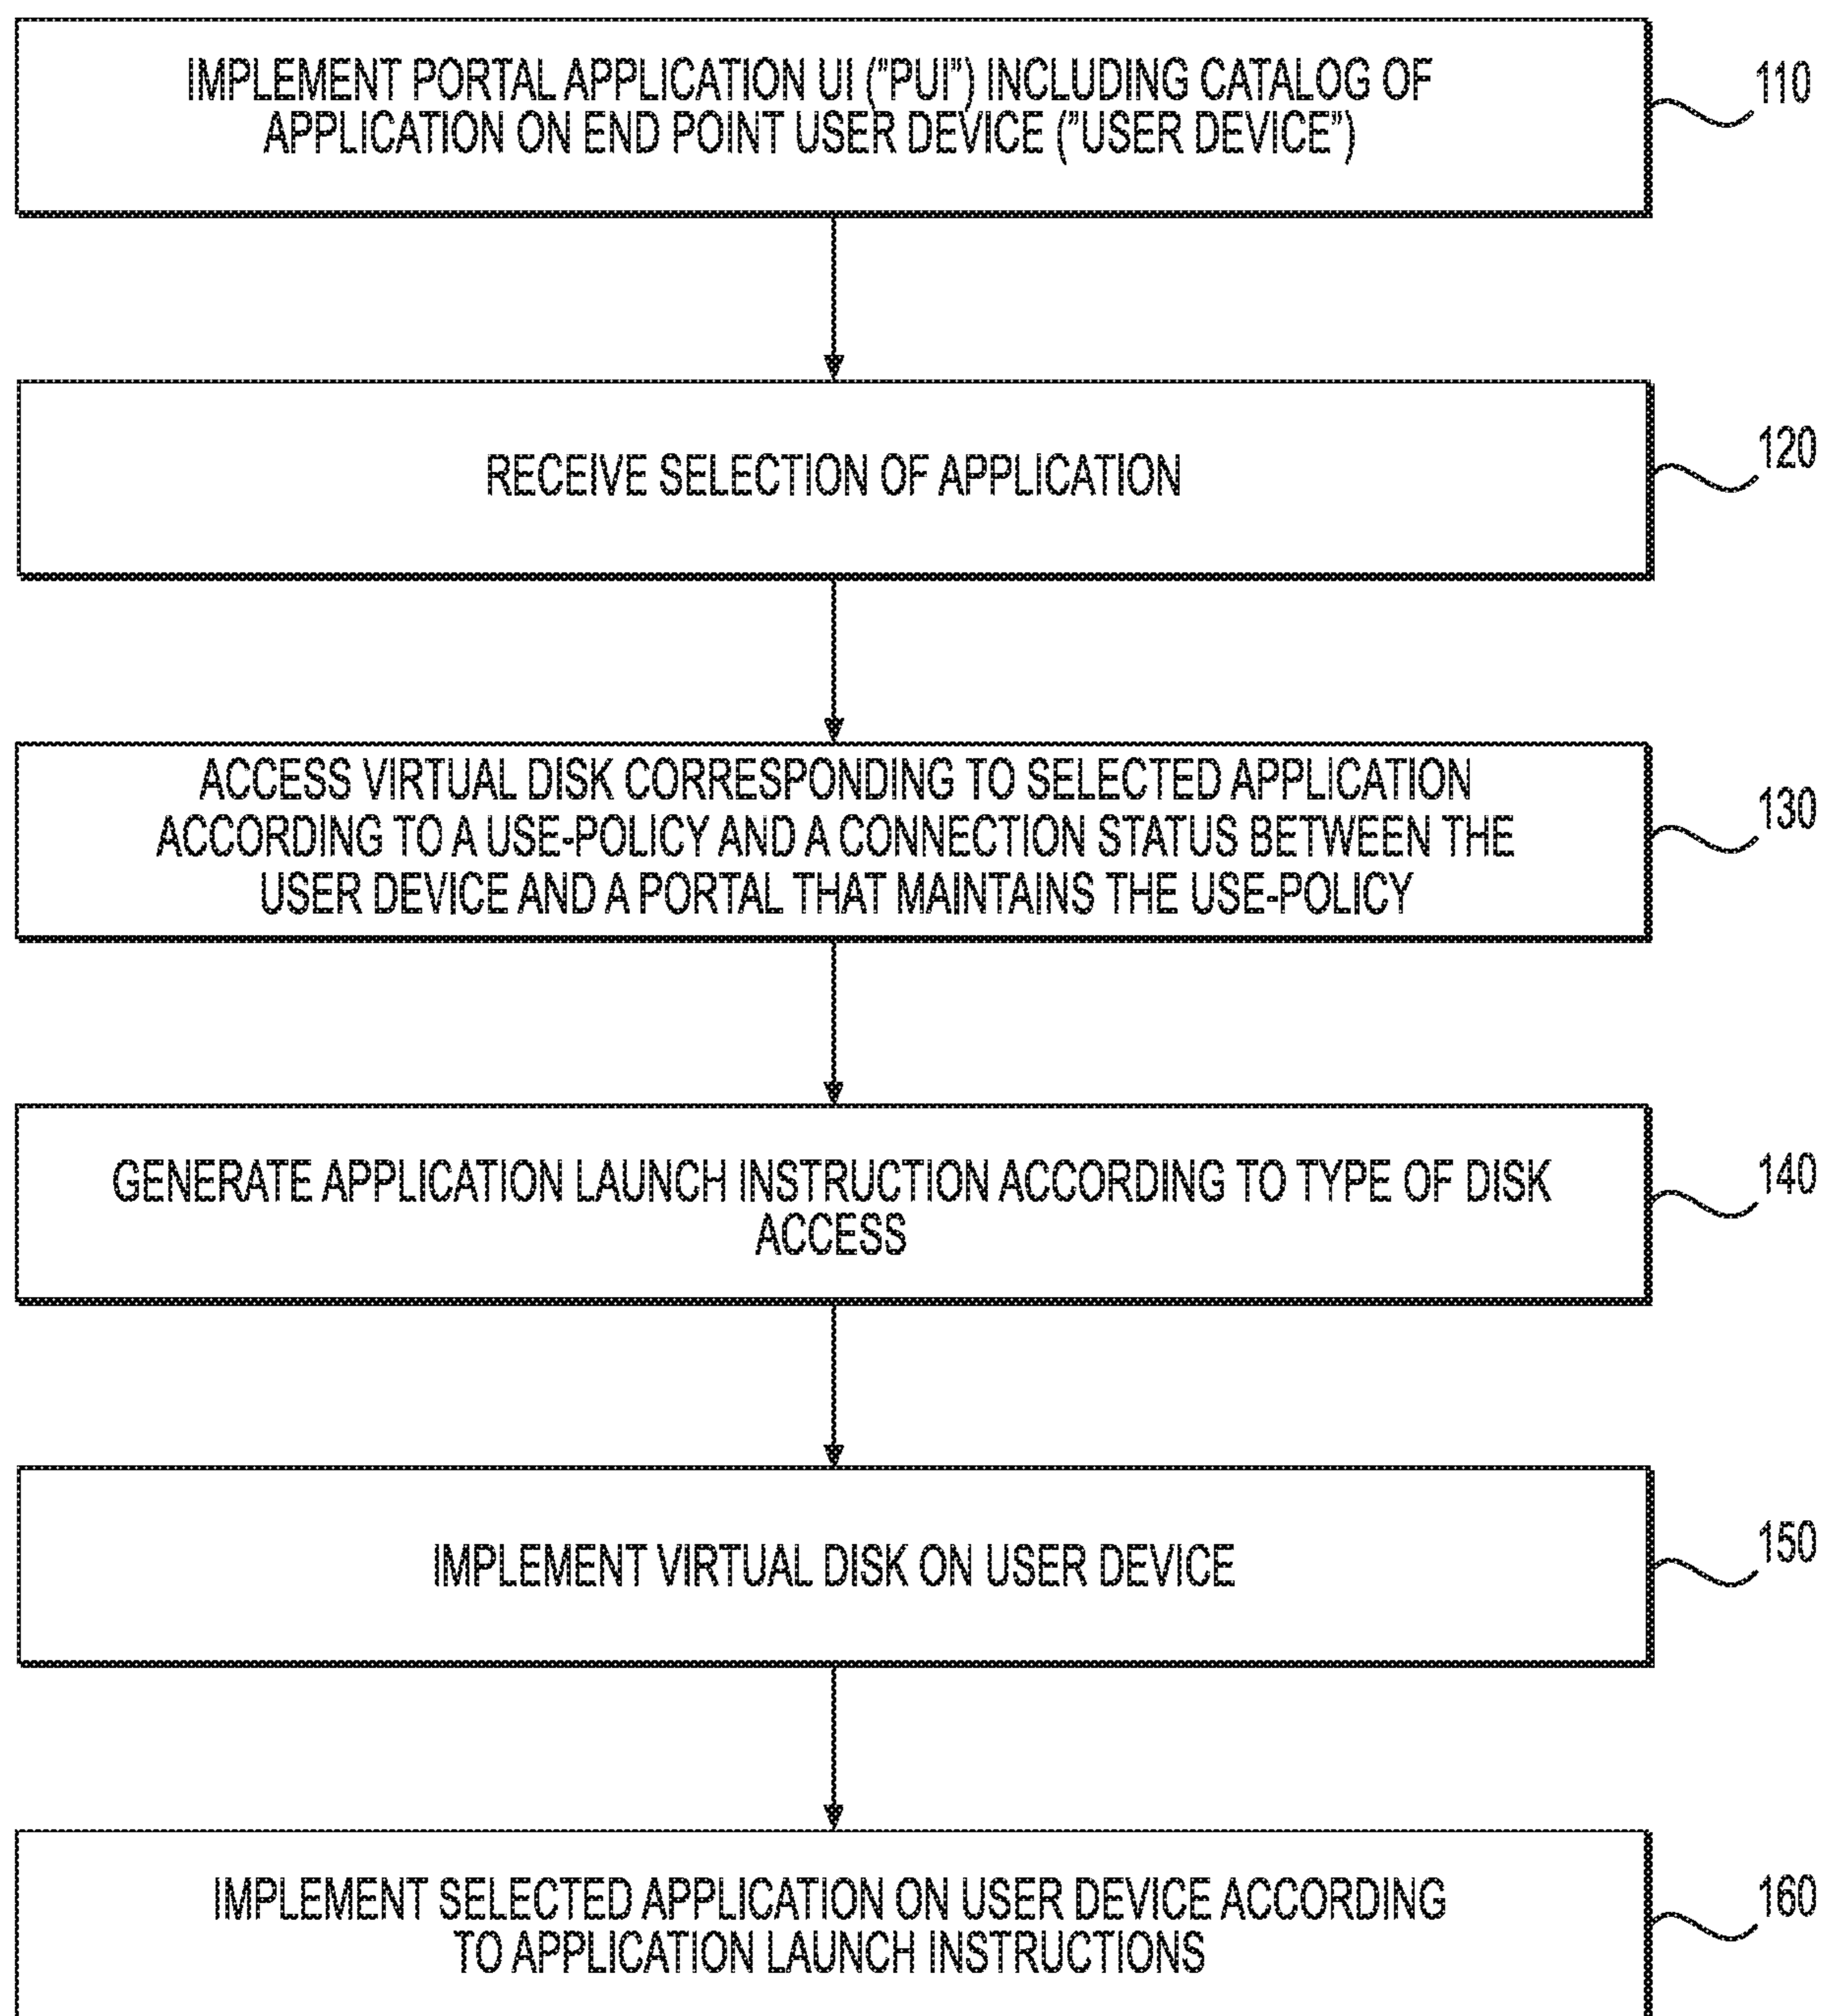 IMPLEMENT PORTAL APPLICATION UI ("PUI") INCLUDING CATALOG OF
APPLICATION ON END POINT USER DEVICE ("USER DEVICE")
110
RECEIVE SELECTION OF APPLICATION
120
ACCESS VIRTUAL DISK CORRESPONDING TO SELECTED APPLICATION
ACCORDING TO A USE-POLICY AND A CONNECTION STATUS BETWEEN THE
USER DEVICE AND A PORTAL THAT MAINTAINS THE USE-POLICY
130
GENERATE APPLICATION LAUNCH INSTRUCTION ACCORDING TO TYPE OF DISK
ACCESS
140
IMPLEMENT VIRTUAL DISK ON USER DEVICE
150
IMPLEMENT SELECTED APPLICATION ON USER DEVICE ACCORDING
TO APPLICATION LAUNCH INSTRUCTIONS
160